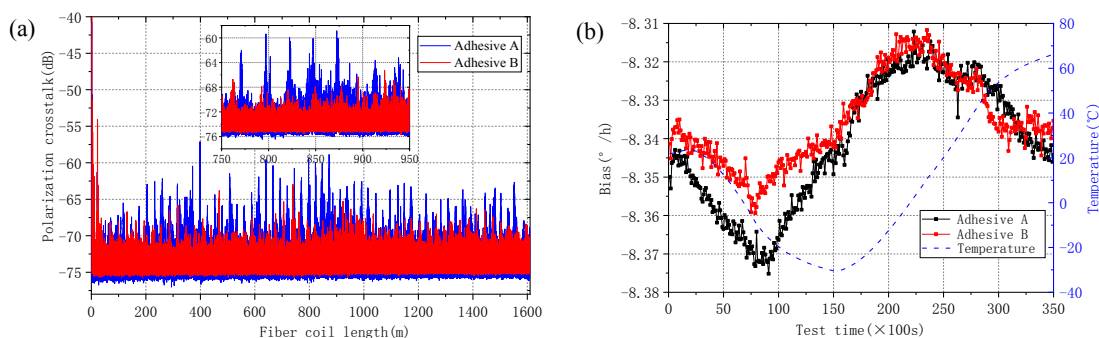 (a)
Polarization crosstalk(dB)
-40
-45
-50
-55
-60
-65
-70
-75
0 200 400 600 800 1000 1200 1400 1600
Fiber coil length(m)
-60
-64
-68
-72
-76
750 800 850 900 950
Adhesive A
Adhesive B
(b)
Bias(° /h)
-8.31
-8.32
-8.33
-8.34
-8.35
-8.36
-8.37
-8.38
0 50 100 150 200 250 300 350
Test time(×100s)
Adhesive A
Adhesive B
Temperature
80
60
40
20
0
-20
-40
Temperature(℃)